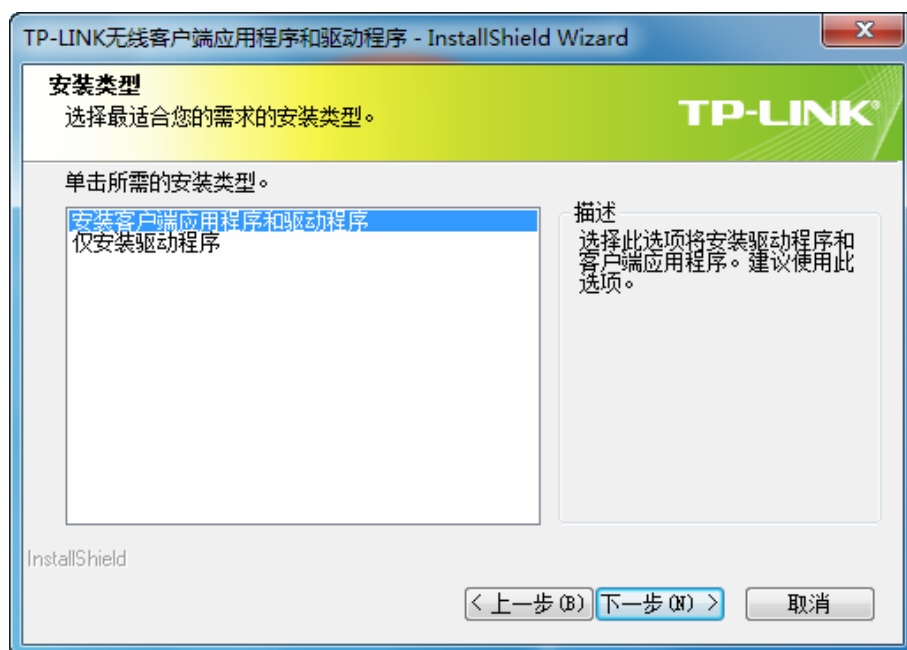 TP-LINK无线客户端应用程序和驱动程序 - InstallShield Wizard
安装类型
选择最适合您的需求的安装类型。
TP-LINK®
单击所需的安装类型。
安装客户端应用程序和驱动程序
仅安装驱动程序
描述
选择此选项将安装驱动程序和
客户端应用程序。建议使用此
选项。
InstallShield
< 上一步(B)
下一步(N) >
取消